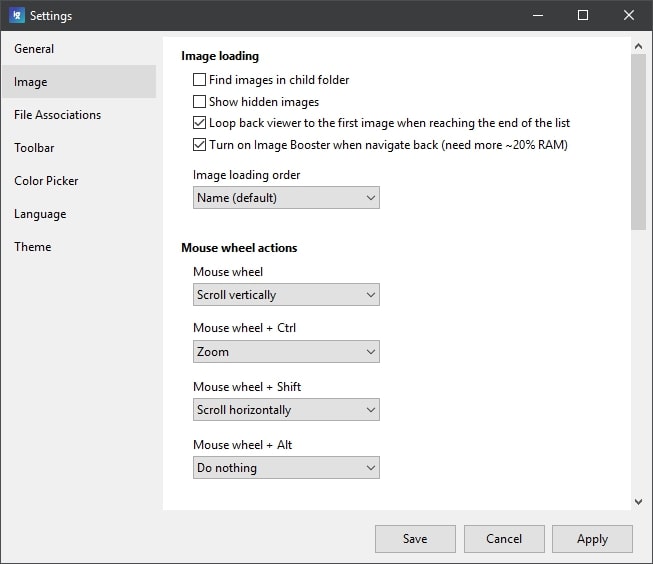 Settings
General
Image
File Associations
Toolbar
Color Picker
Language
Theme
Image loading
Find images in child folder
Show hidden images
Loop back viewer to the first image when reaching the end of the list
Turn on Image Booster when navigate back (need more ~20% RAM)
Image loading order
Name (default)
Mouse wheel actions
Mouse wheel
Scroll vertically
Mouse wheel + Ctrl
Zoom
Mouse wheel + Shift
Scroll horizontally
Mouse wheel + Alt
Do nothing
Save
Cancel
Apply